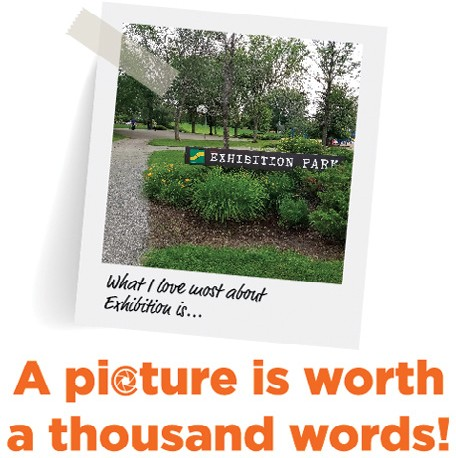 EXHIBITION PARK
What I love most about
Exhibition is...
A picture is worth
a thousand words!